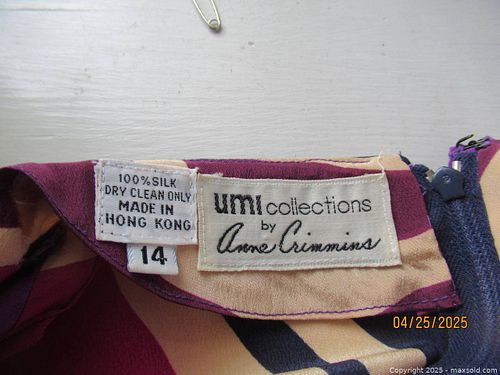 100% SILK
DRY CLEAN ONLY
MADE IN
HONG KONG
14
umi collections
by
Anne Crimmins
04/25/2025
Copyright 2025 - maxsold.com